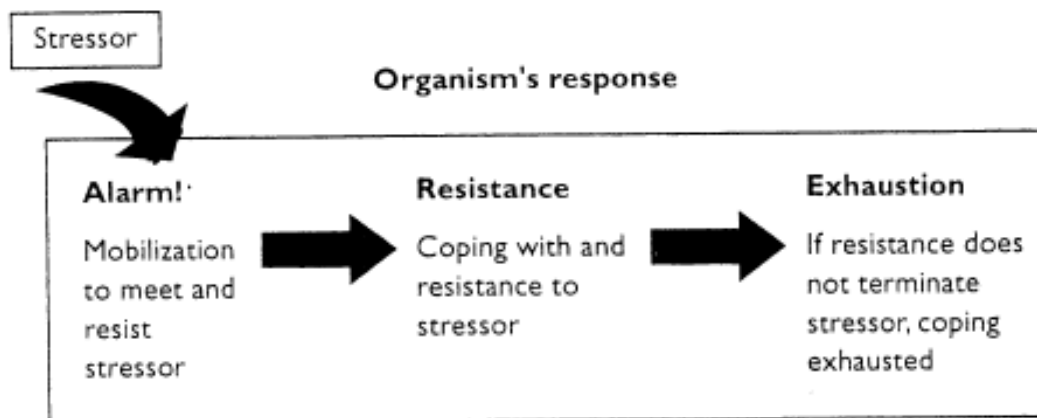 Stressor
Organism's response
Alarm!
Mobilization
to meet and
resist
stressor
Resistance
Coping with and
resistance to
stressor
Exhaustion
If resistance does
not terminate
stressor, coping
exhausted